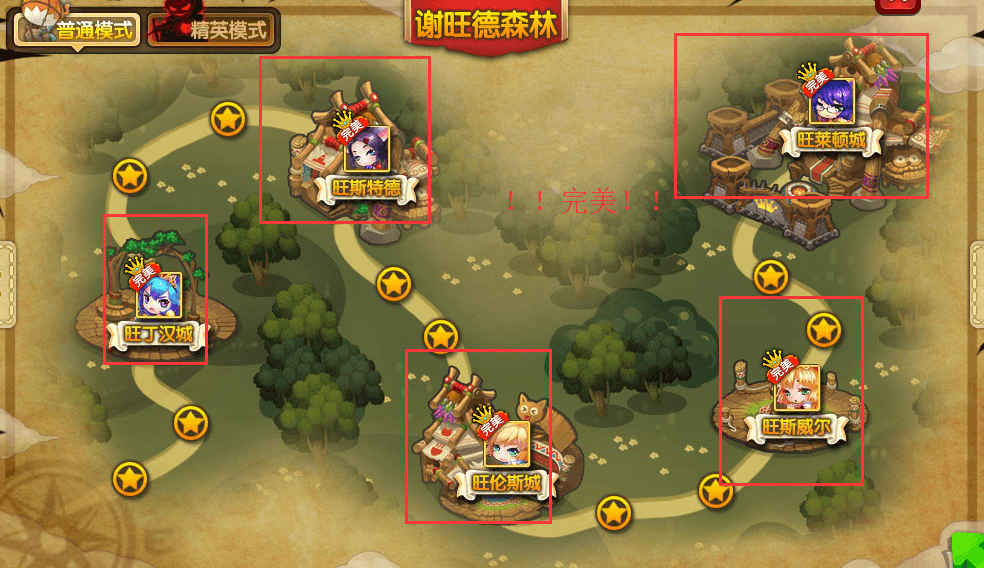 普通模式
精英模式
谢旺德森林
完美
旺斯特德
完美
旺莱顿城
！！完美！！
完美
旺丁汉城
完美
旺伦斯城
完美
旺斯威尔